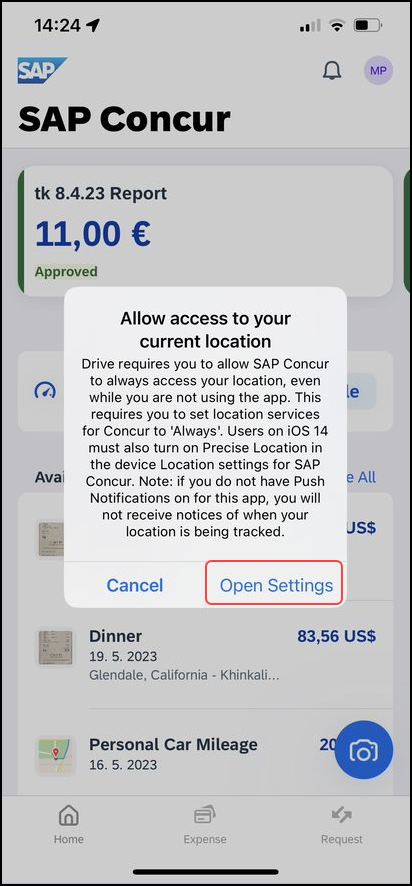 14:24
SAP
MP
SAP Concur
tk 8.4.23 Report
11,00 €
Approved
Allow access to your
current location
Drive requires you to allow SAP Concur
to always access your location, even
while you are not using the app. This
requires you to set location services
for Concur to 'Always'. Users on iOS 14
must also turn on Precise Location in
the device Location settings for SAP
Concur. Note: if you do not have Push
Notifications on for this app, you will
not receive notices of when your
location is being tracked.
Cancel
Open Settings
le
Avai
e All
US$
Dinner
83,56 US$
19. 5. 2023
Glendale, California - Khinkali...
Personal Car Mileage
20
16. 5. 2023
Home
Expense
Request